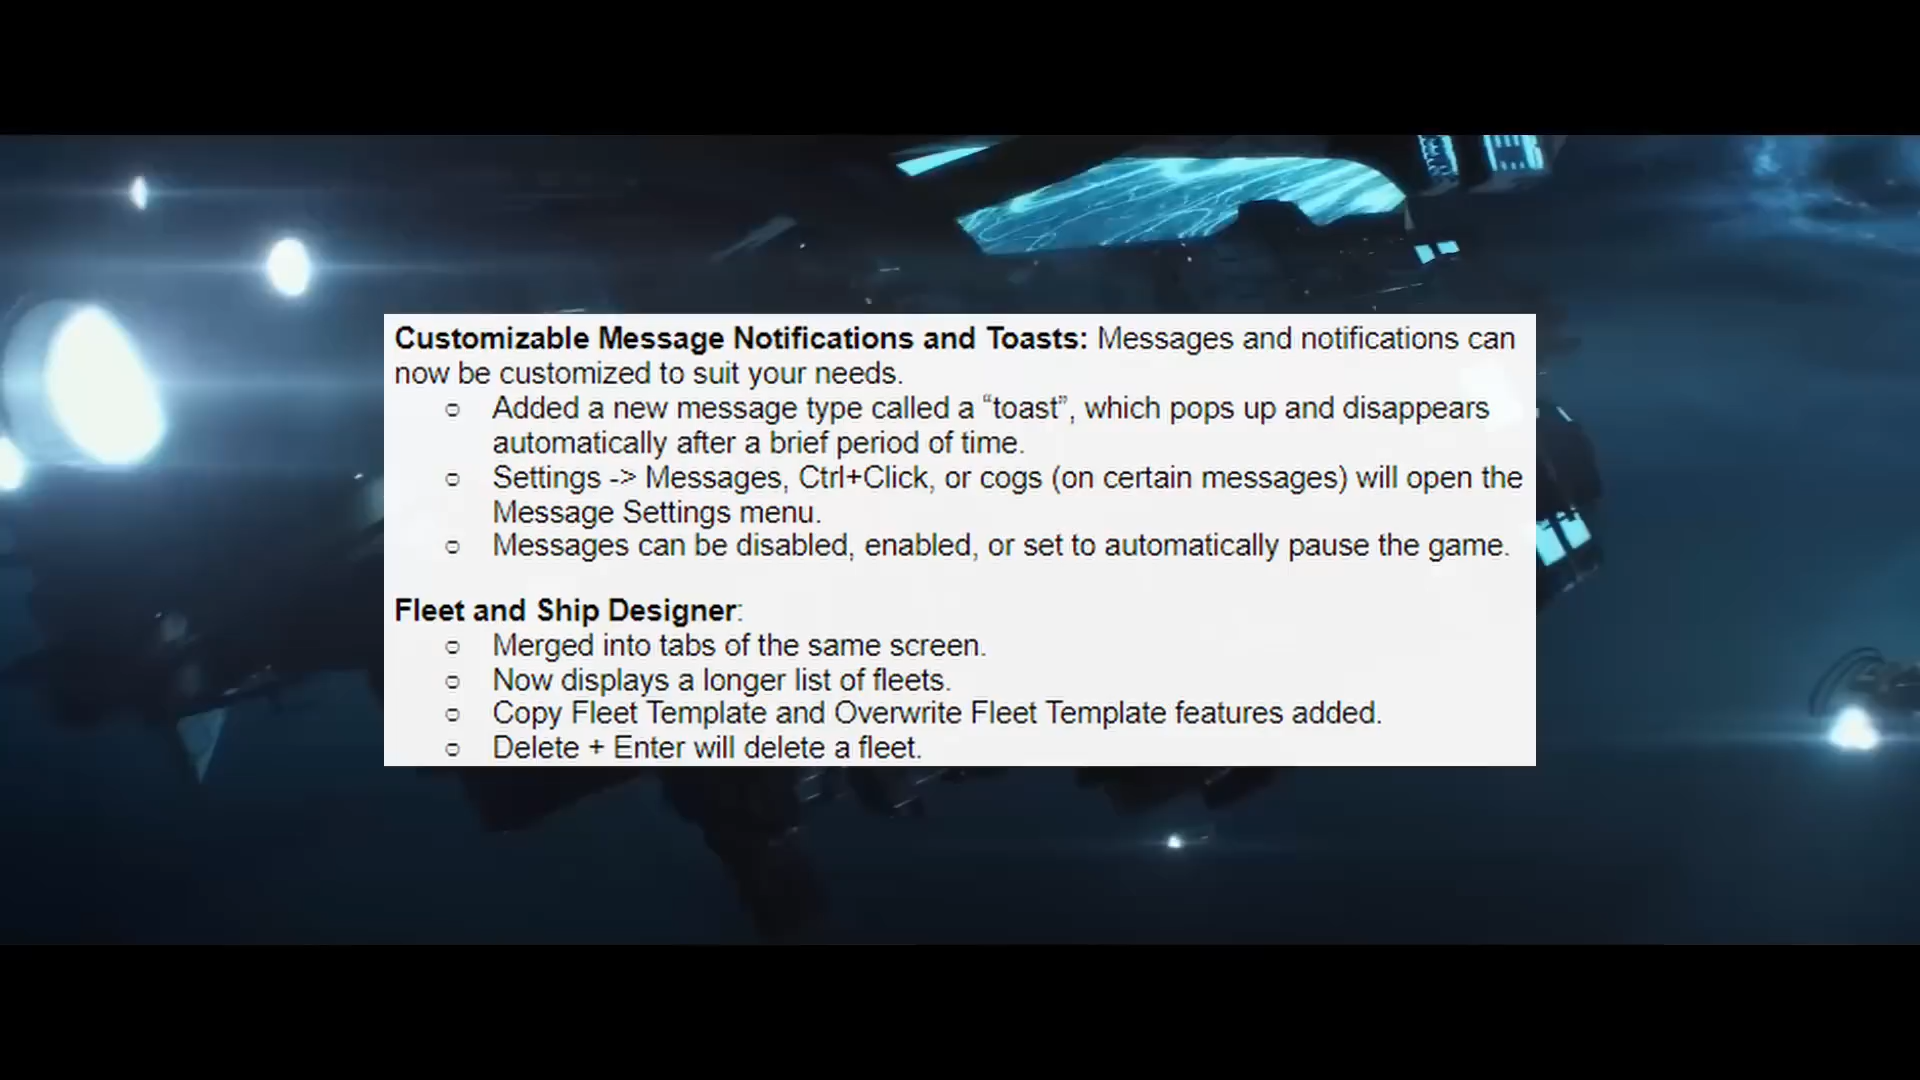 Customizable Message Notifications and Toasts: Messages and notifications can
now be customized to suit your needs.
○ Added a new message type called a “toast”, which pops up and disappears
automatically after a brief period of time.
○ Settings -> Messages, Ctrl+Click, or cogs (on certain messages) will open the
Message Settings menu.
○ Messages can be disabled, enabled, or set to automatically pause the game.
Fleet and Ship Designer:
○ Merged into tabs of the same screen.
○ Now displays a longer list of fleets.
○ Copy Fleet Template and Overwrite Fleet Template features added.
○ Delete + Enter will delete a fleet.